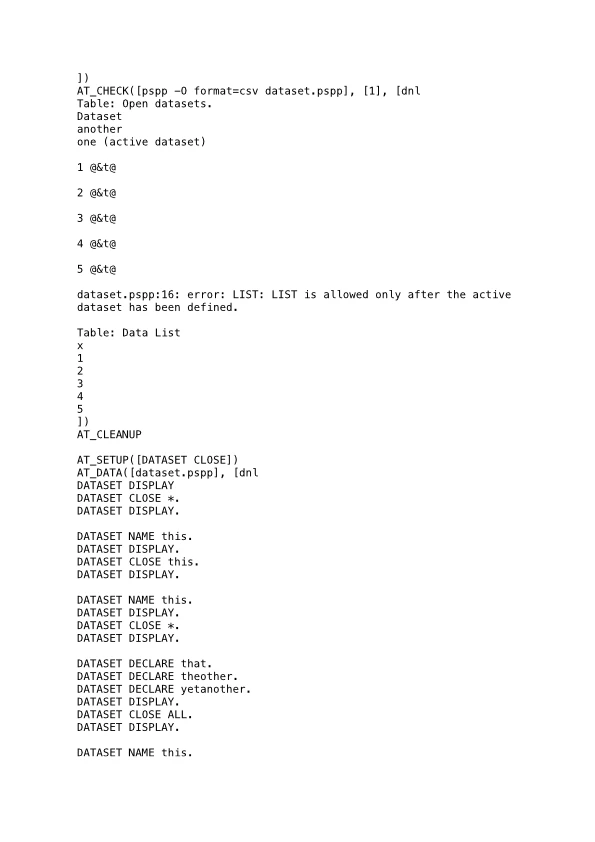 ])
AT_CHECK([pspp -O format=csv dataset.pspp], [1], [dnl
Table: Open datasets.
Dataset
another
one (active dataset)

1 @&t@

2 @&t@

3 @&t@

4 @&t@

5 @&t@

dataset.pspp:16: error: LIST: LIST is allowed only after the active
dataset has been defined.

Table: Data List
x
1
2
3
4
5
])
AT_CLEANUP

AT_SETUP([DATASET CLOSE])
AT_DATA([dataset.pspp], [dnl
DATASET DISPLAY
DATASET CLOSE *.
DATASET DISPLAY.

DATASET NAME this.
DATASET DISPLAY.
DATASET CLOSE this.
DATASET DISPLAY.

DATASET NAME this.
DATASET DISPLAY.
DATASET CLOSE *.
DATASET DISPLAY.

DATASET DECLARE that.
DATASET DECLARE theother.
DATASET DECLARE yetanother.
DATASET DISPLAY.
DATASET CLOSE ALL.
DATASET DISPLAY.

DATASET NAME this.